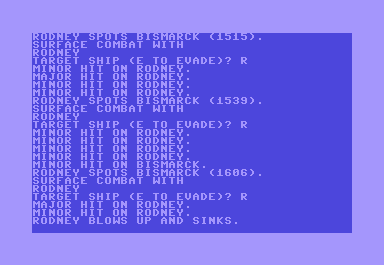 RODNEY SPOTS BISMARCK (1515).
SURFACE COMBAT WITH
RODNEY
TARGET SHIP (E TO EVADE)? R
MINOR HIT ON RODNEY.
MAJOR HIT ON RODNEY.
MINOR HIT ON RODNEY.
MINOR HIT ON RODNEY.
RODNEY SPOTS BISMARCK (1539).
SURFACE COMBAT WITH
RODNEY
TARGET SHIP (E TO EVADE)? R
MINOR HIT ON RODNEY.
MINOR HIT ON RODNEY.
MINOR HIT ON RODNEY.
MINOR HIT ON RODNEY.
MINOR HIT ON BISMARCK.
RODNEY SPOTS BISMARCK (1606).
SURFACE COMBAT WITH
RODNEY
TARGET SHIP (E TO EVADE)? R
MAJOR HIT ON RODNEY.
MINOR HIT ON RODNEY.
RODNEY BLOWS UP AND SINKS.